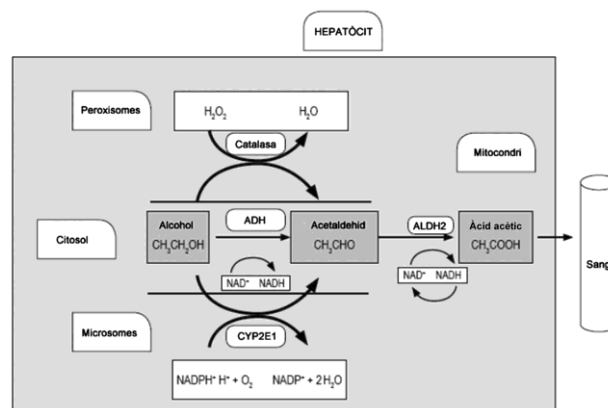 HEPATÒCIT
Peroxisomes
H₂O₂ H₂O
Catalasa
Mitocondri
Citosol
Alcohol
CH₃CH₂OH
ADH
Acetaldehid
CH₃CHO
ALDH2
Àcid acètic
CH₃COOH
Sang
NAD⁺ NADH
NAD⁺ NADH
Microsomes
CYP2E1
NADPH⁺ H⁺ + O₂ NADP⁺ + 2H₂O